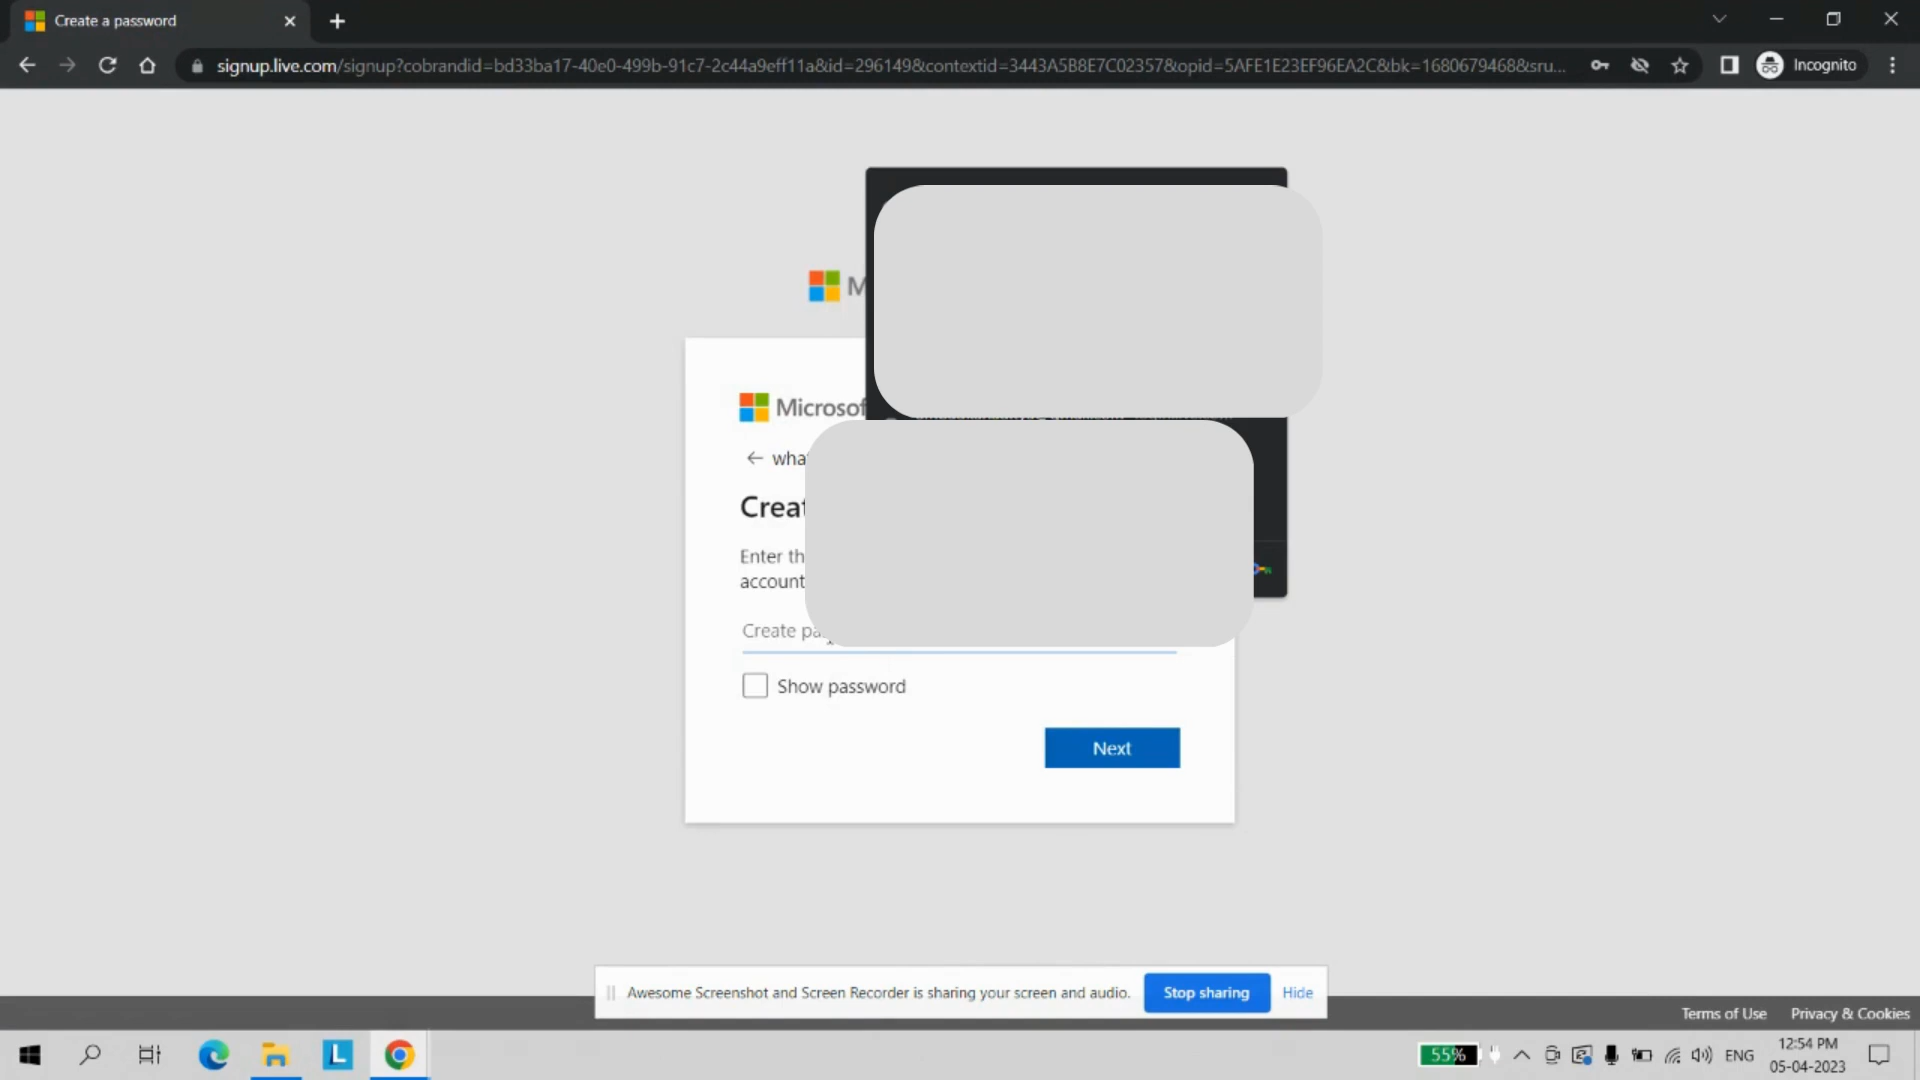 Create a password
signup.live.com/signup?cobrandid=bd33ba17-40e0-499b-91c7-2c44a9eff11a&id=296149&contextid=3443A5B8E7C02357&opid=5AFE1E23EF96EA2C&bk=1680679468&sru...
Incognito
M
Microsof
wha
Creat
Enter th
account
Create pa
Show password
Next
Awesome Screenshot and Screen Recorder is sharing your screen and audio.
Stop sharing
Hide
Terms of Use
Privacy & Cookies
55%
ENG
12:54 PM
05-04-2023